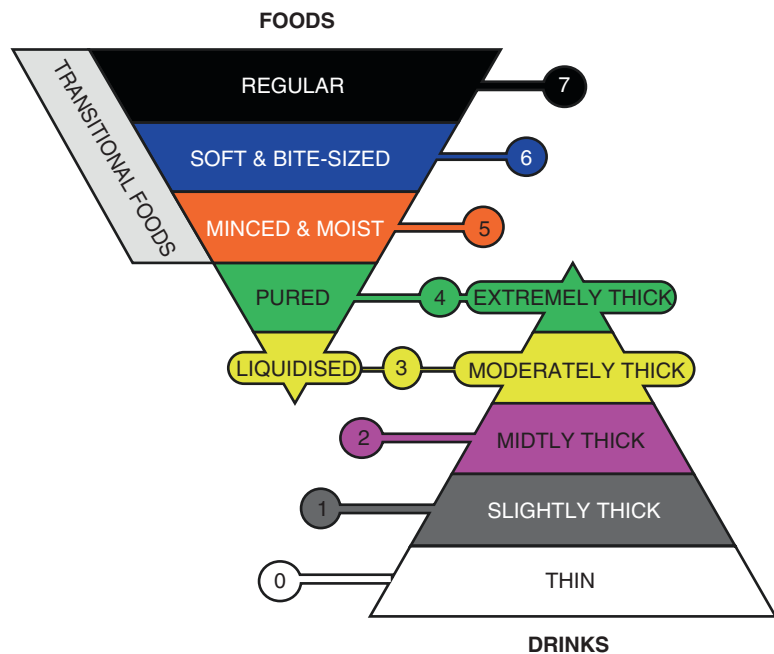 FOODS
TRANSITIONAL FOODS
REGULAR
7
SOFT & BITE-SIZED
6
MINCED & MOIST
5
PURED
4
EXTREMELY THICK
LIQUIDISED
3
MODERATELY THICK
2
MIDTLY THICK
1
SLIGHTLY THICK
0
THIN
DRINKS